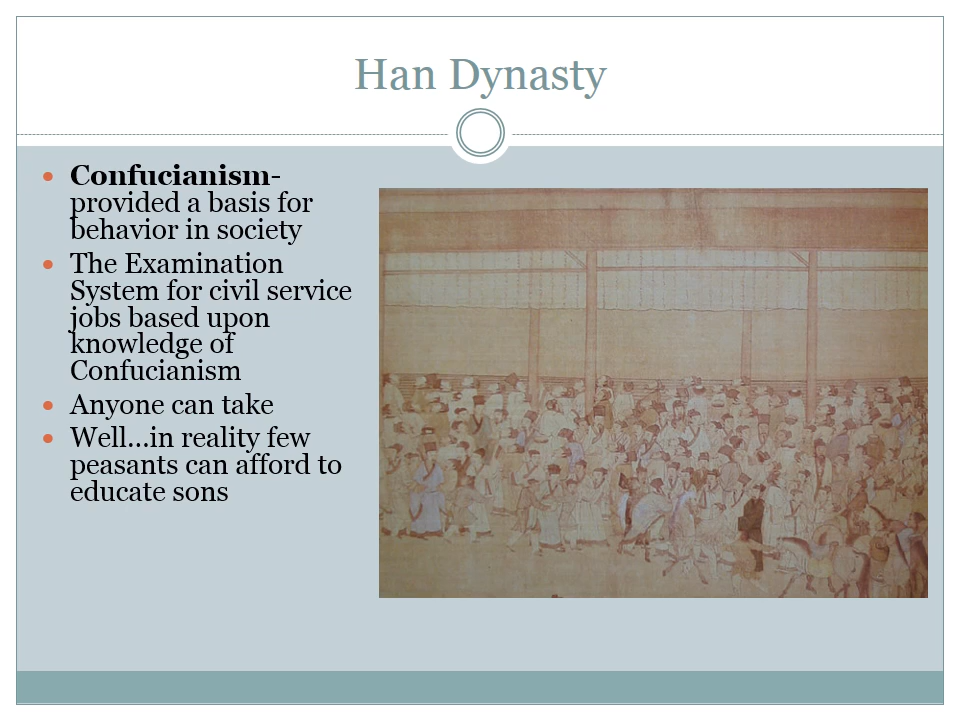 Han Dynasty
Confucianism-
provided a basis for
behavior in society
The Examination
System for civil service
jobs based upon
knowledge of
Confucianism
Anyone can take
Well…in reality few
peasants can afford to
educate sons